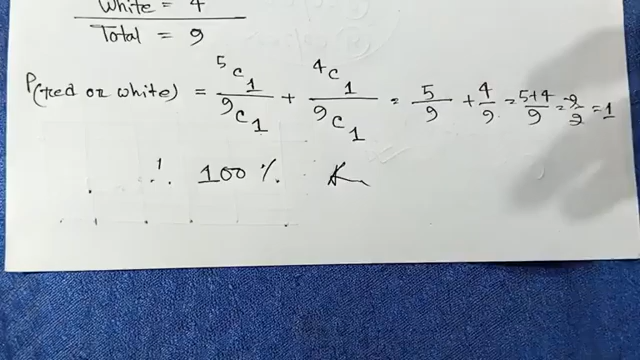 White = 4
Total = 9
P(red or white) = ⁵C₁/⁹C₁ + ⁴C₁/⁹C₁ = 5/9 + 4/9 = 5+4/9 = 9/9 = 1
∴ 100 %